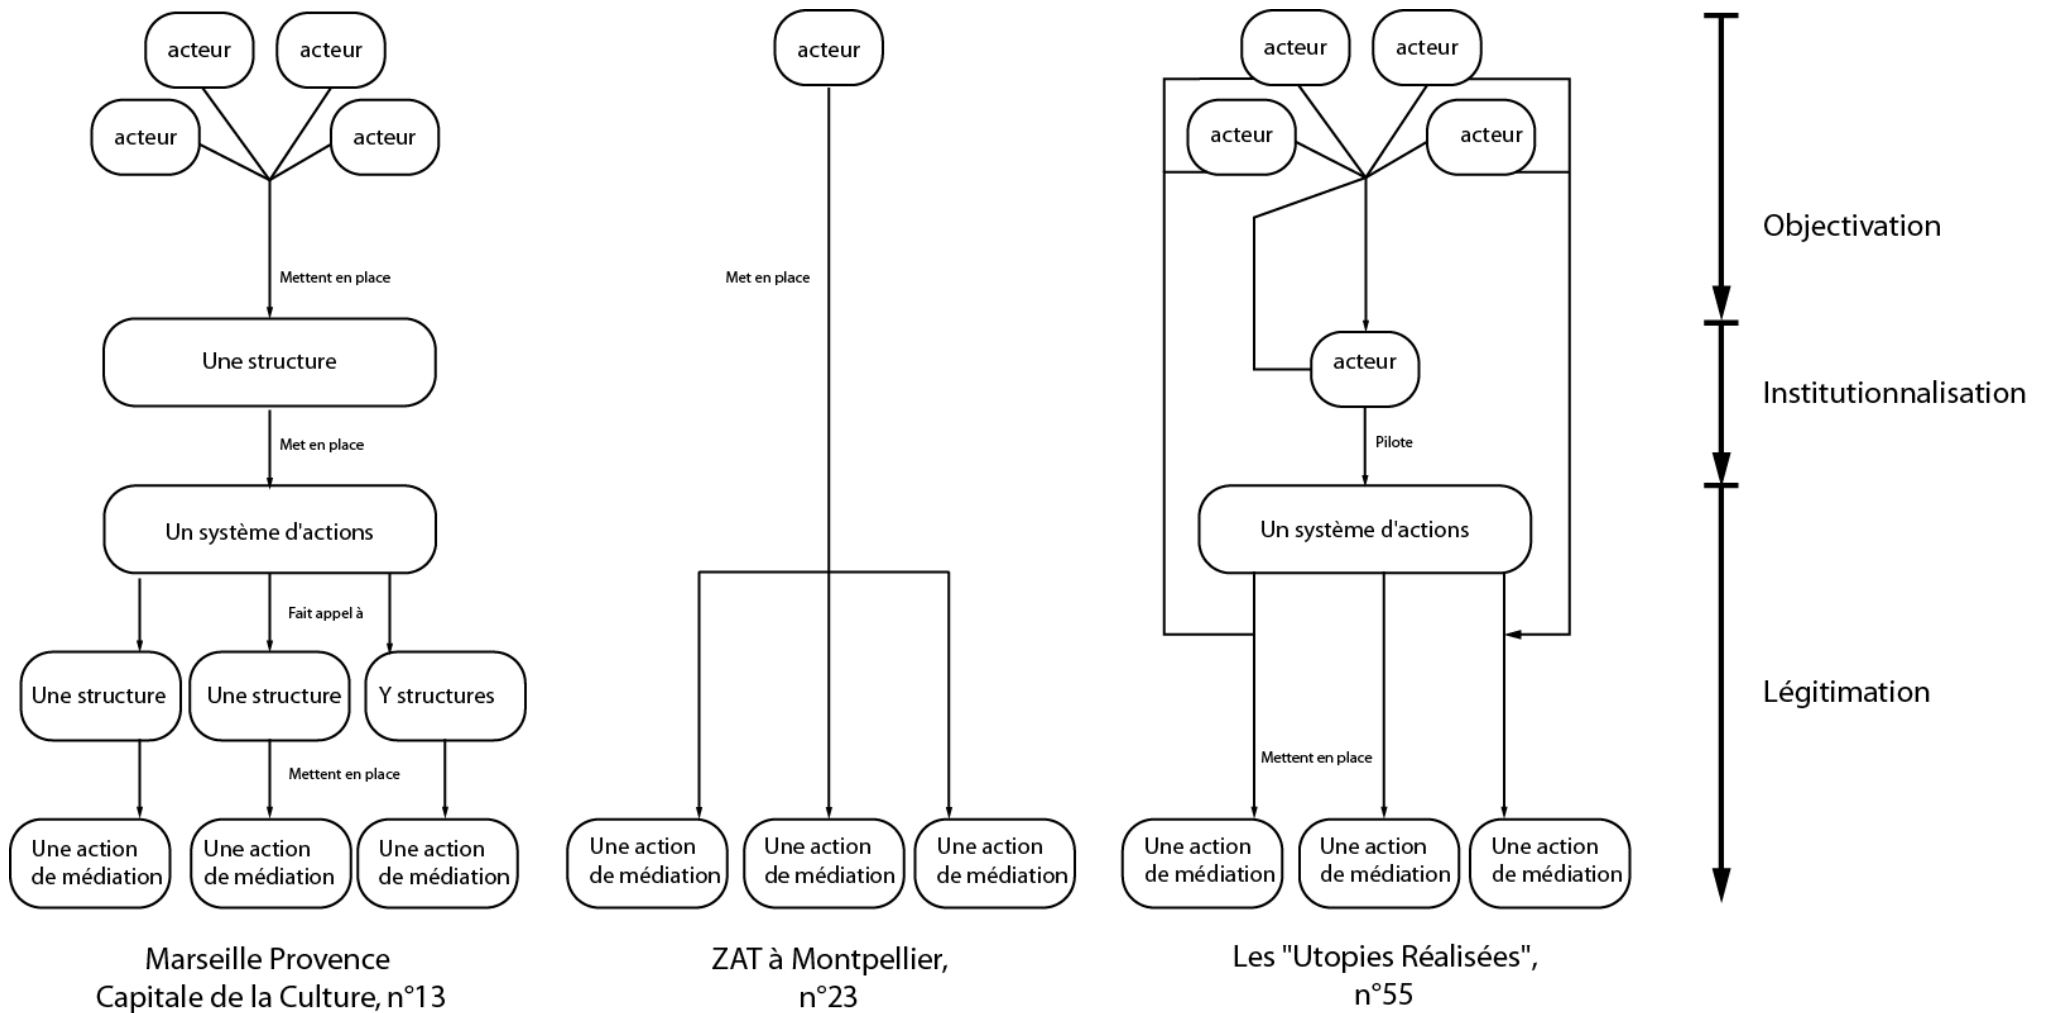 acteur
acteur
acteur
acteur
Mettent en place
Une structure
Met en place
Un système d'actions
Fait appel à
Une structure
Une structure
Y structures
Mettent en place
Une action
de médiation
Une action
de médiation
Une action
de médiation
Marseille Provence
Capitale de la Culture, n°13
acteur
Met en place
Une action
de médiation
Une action
de médiation
Une action
de médiation
ZAT à Montpellier,
n°23
acteur
acteur
acteur
acteur
acteur
Pilote
Un système d'actions
Mettent en place
Une action
de médiation
Une action
de médiation
Une action
de médiation
Les "Utopies Réalisées",
n°55
Objectivation
Institutionnalisation
Légitimation